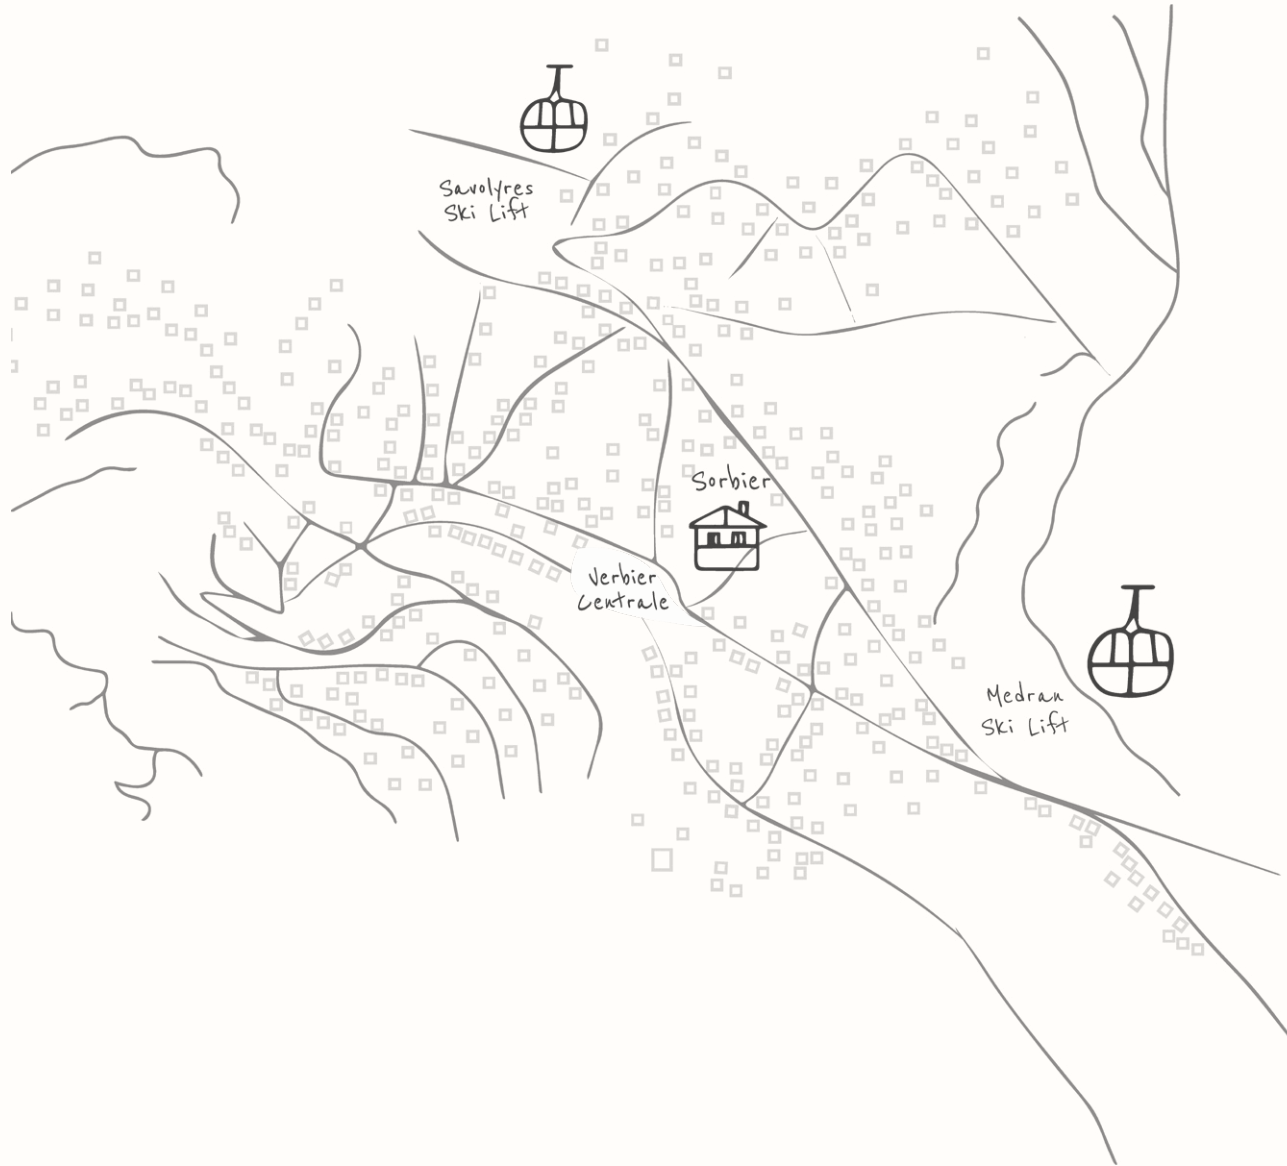 Savolyres
Ski Lift
Sorbier
Verbier
Centrale
Medran
Ski Lift